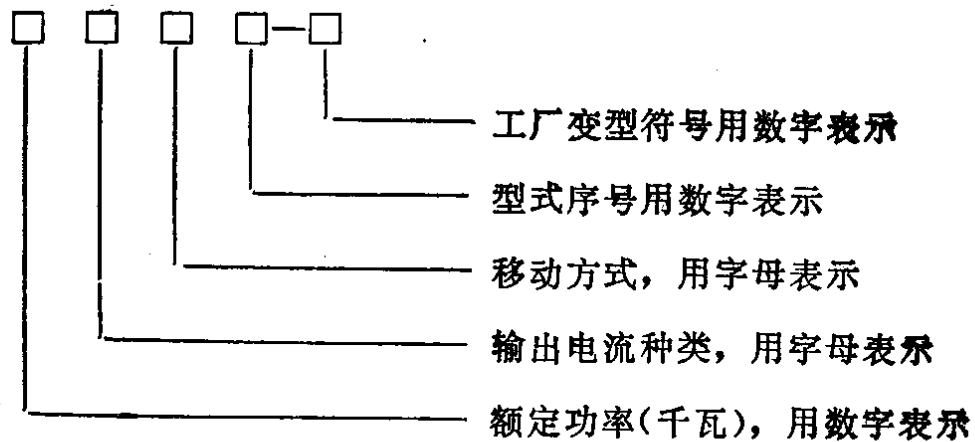 □ □ □ □—□
工厂变型符号用数字表示
型式序号用数字表示
移动方式，用字母表示
输出电流种类，用字母表示
额定功率(千瓦)，用数字表示